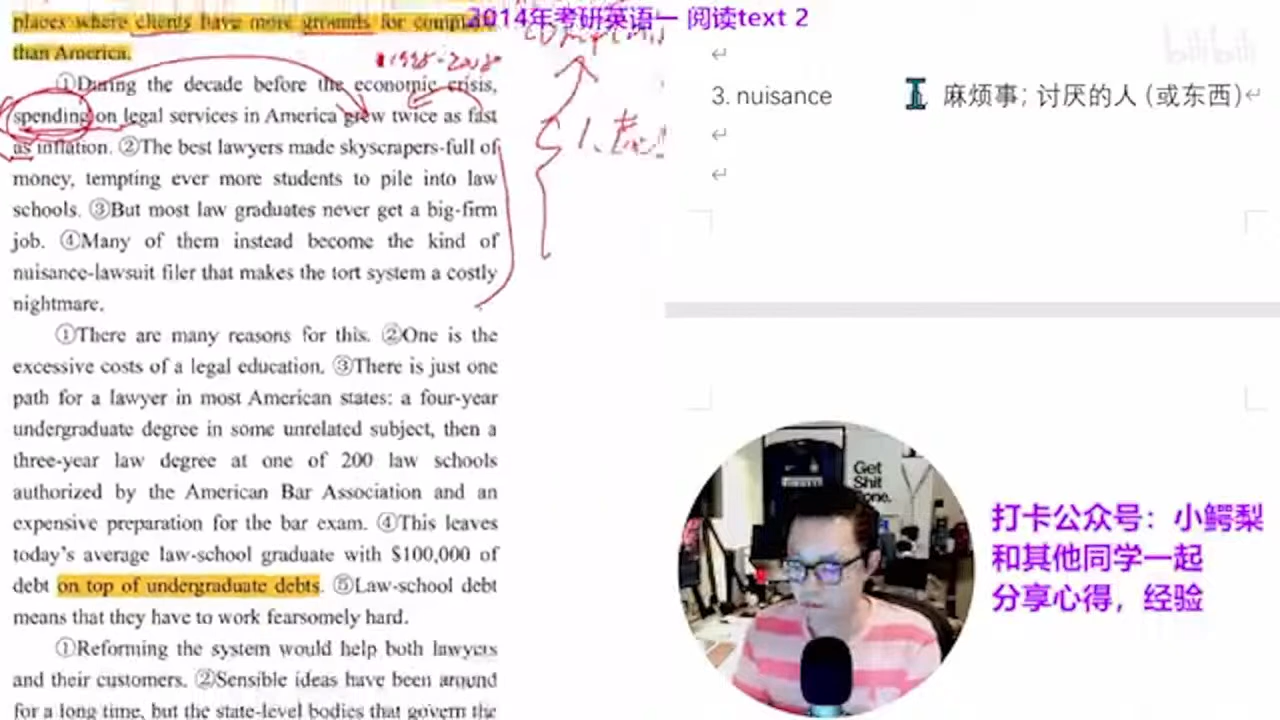 2014年考研英语一 阅读text 2
places where clients have more grounds for
than America.
①During the decade before the economic crisis,
spending on legal services in America grew twice as fast
as inflation. ②The best lawyers made skyscrapers-full of
money, tempting ever more students to pile into law
schools. ③But most law graduates never get a big-firm
job. ④Many of them instead become the kind of
nuisance-lawsuit filer that makes the tort system a costly
nightmare.
①There are many reasons for this. ②One is the
excessive costs of a legal education. ③There is just one
path for a lawyer in most American states: a four-year
undergraduate degree in some unrelated subject, then a
three-year law degree at one of 200 law schools
authorized by the American Bar Association and an
expensive preparation for the bar exam. ④This leaves
today's average law-school graduate with $100,000 of
debt on top of undergraduate debts. ⑤Law-school debt
means that they have to work fearsomely hard.
①Reforming the system would help both lawyers
and their customers. ②Sensible ideas have been around
for a long time, but the state-level bodies that govern the
bilibili
3. nuisance 麻烦事; 讨厌的人 (或东西)
Get
Shit
Done.
打卡公众号：小鳄梨
和其他同学一起
分享心得，经验